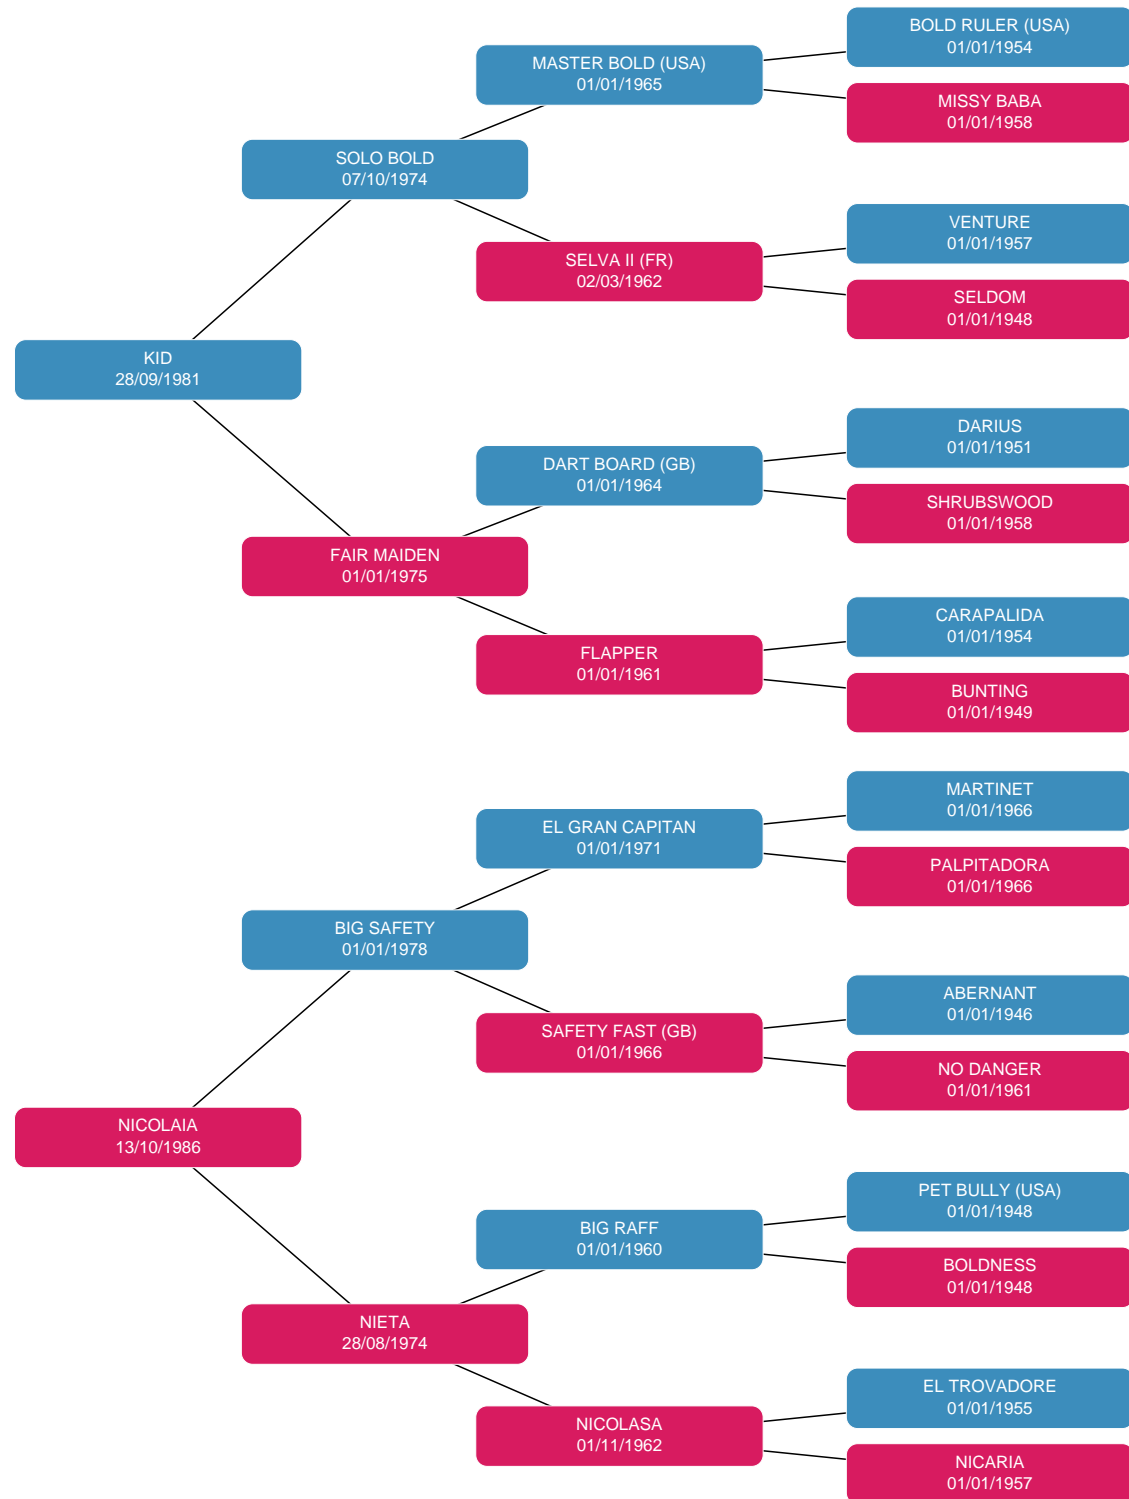 BOLD RULER (USA)
01/01/1954
MASTER BOLD (USA)
01/01/1965
MISSY BABA
01/01/1958
SOLO BOLD
07/10/1974
VENTURE
01/01/1957
SELVA II (FR)
02/03/1962
SELDOM
01/01/1948
KID
28/09/1981
DARIUS
01/01/1951
DART BOARD (GB)
01/01/1964
SHRUBSWOOD
01/01/1958
FAIR MAIDEN
01/01/1975
CARAPALIDA
01/01/1954
FLAPPER
01/01/1961
BUNTING
01/01/1949
MARTINET
01/01/1966
EL GRAN CAPITAN
01/01/1971
PALPITADORA
01/01/1966
BIG SAFETY
01/01/1978
ABERNANT
01/01/1946
SAFETY FAST (GB)
01/01/1966
NO DANGER
01/01/1961
NICOLAIA
13/10/1986
PET BULLY (USA)
01/01/1948
BIG RAFF
01/01/1960
BOLDNESS
01/01/1948
NIETA
28/08/1974
EL TROVADORE
01/01/1955
NICOLASA
01/11/1962
NICARIA
01/01/1957